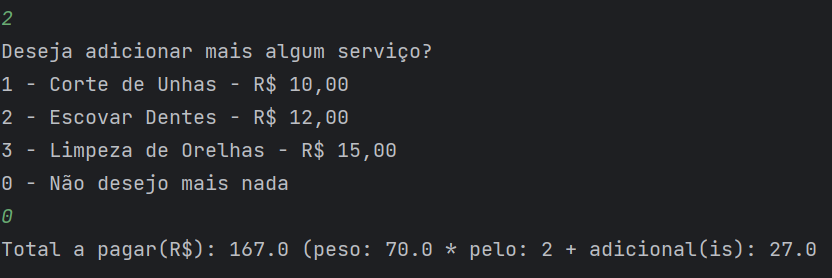 2
Deseja adicionar mais algum serviço?
1 - Corte de Unhas - R$ 10,00
2 - Escovar Dentes - R$ 12,00
3 - Limpeza de Orelhas - R$ 15,00
0 - Não desejo mais nada
0
Total a pagar(R$): 167.0 (peso: 70.0 * pelo: 2 + adicional(is): 27.0